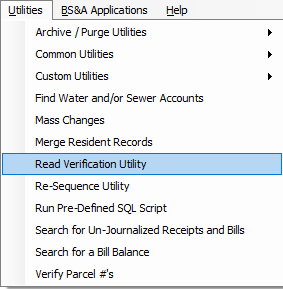 Utilities BS&A Applications Help
Archive / Purge Utilities
Common Utilities
Custom Utilities
Find Water and/or Sewer Accounts
Mass Changes
Merge Resident Records
Read Verification Utility
Re-Sequence Utility
Run Pre-Defined SQL Script
Search for Un-Journalized Receipts and Bills
Search for a Bill Balance
Verify Parcel #'s